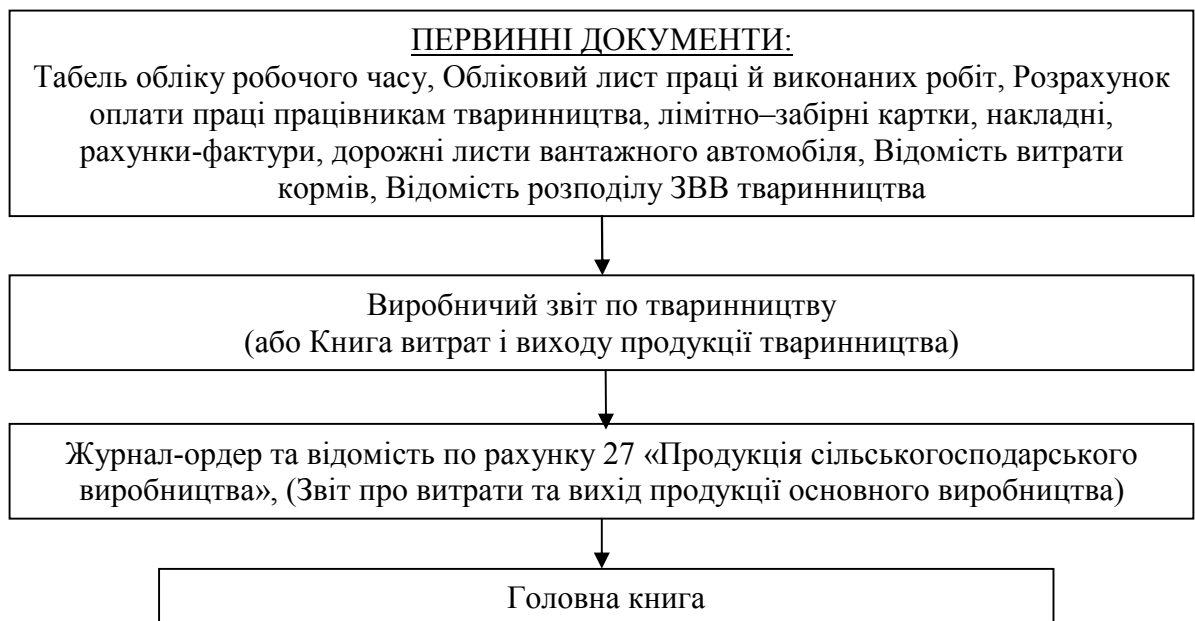 ПЕРВИННІ ДОКУМЕНТИ:
Табель обліку робочого часу, Обліковий лист праці й виконаних робіт, Розрахунок
оплати праці працівникам тваринництва, лімітно–забірні картки, накладні,
рахунки-фактури, дорожні листи вантажного автомобіля, Відомість витрати
кормів, Відомість розподілу ЗВВ тваринництва
Виробничий звіт по тваринництву
(або Книга витрат і виходу продукції тваринництва)
Журнал-ордер та відомість по рахунку 27 «Продукція сільськогосподарського
виробництва», (Звіт про витрати та вихід продукції основного виробництва)
Головна книга